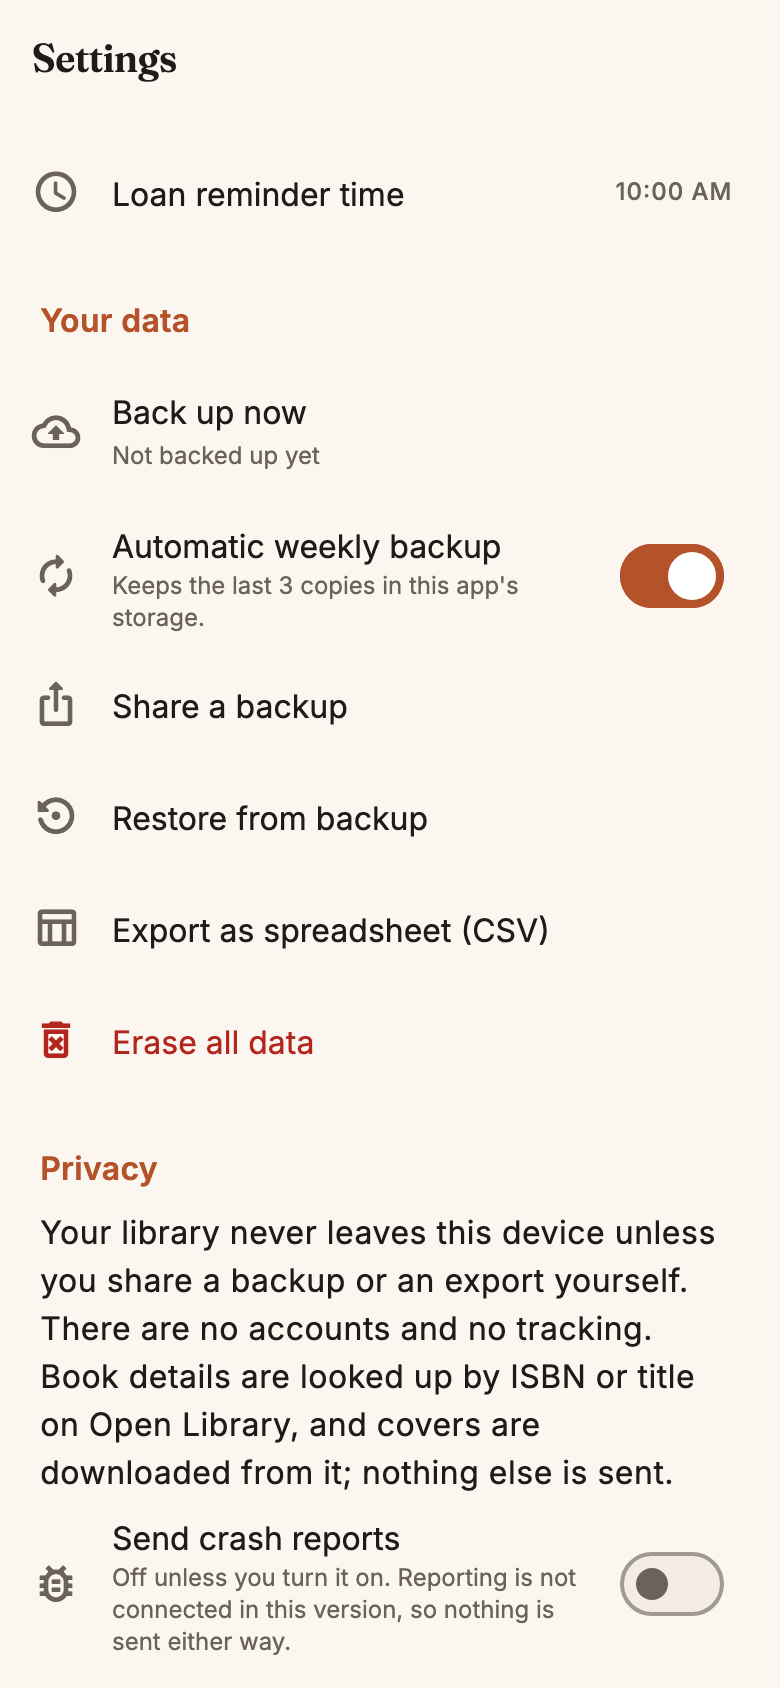 Settings
Loan reminder time
10:00 AM
Your data
Back up now
Not backed up yet
Automatic weekly backup
Keeps the last 3 copies in this app's
storage.
Share a backup
Restore from backup
Export as spreadsheet (CSV)
Erase all data
Privacy
Your library never leaves this device unless
you share a backup or an export yourself.
There are no accounts and no tracking.
Book details are looked up by ISBN or title
on Open Library, and covers are
downloaded from it; nothing else is sent.
Send crash reports
Off unless you turn it on. Reporting is not
connected in this version, so nothing is
sent either way.